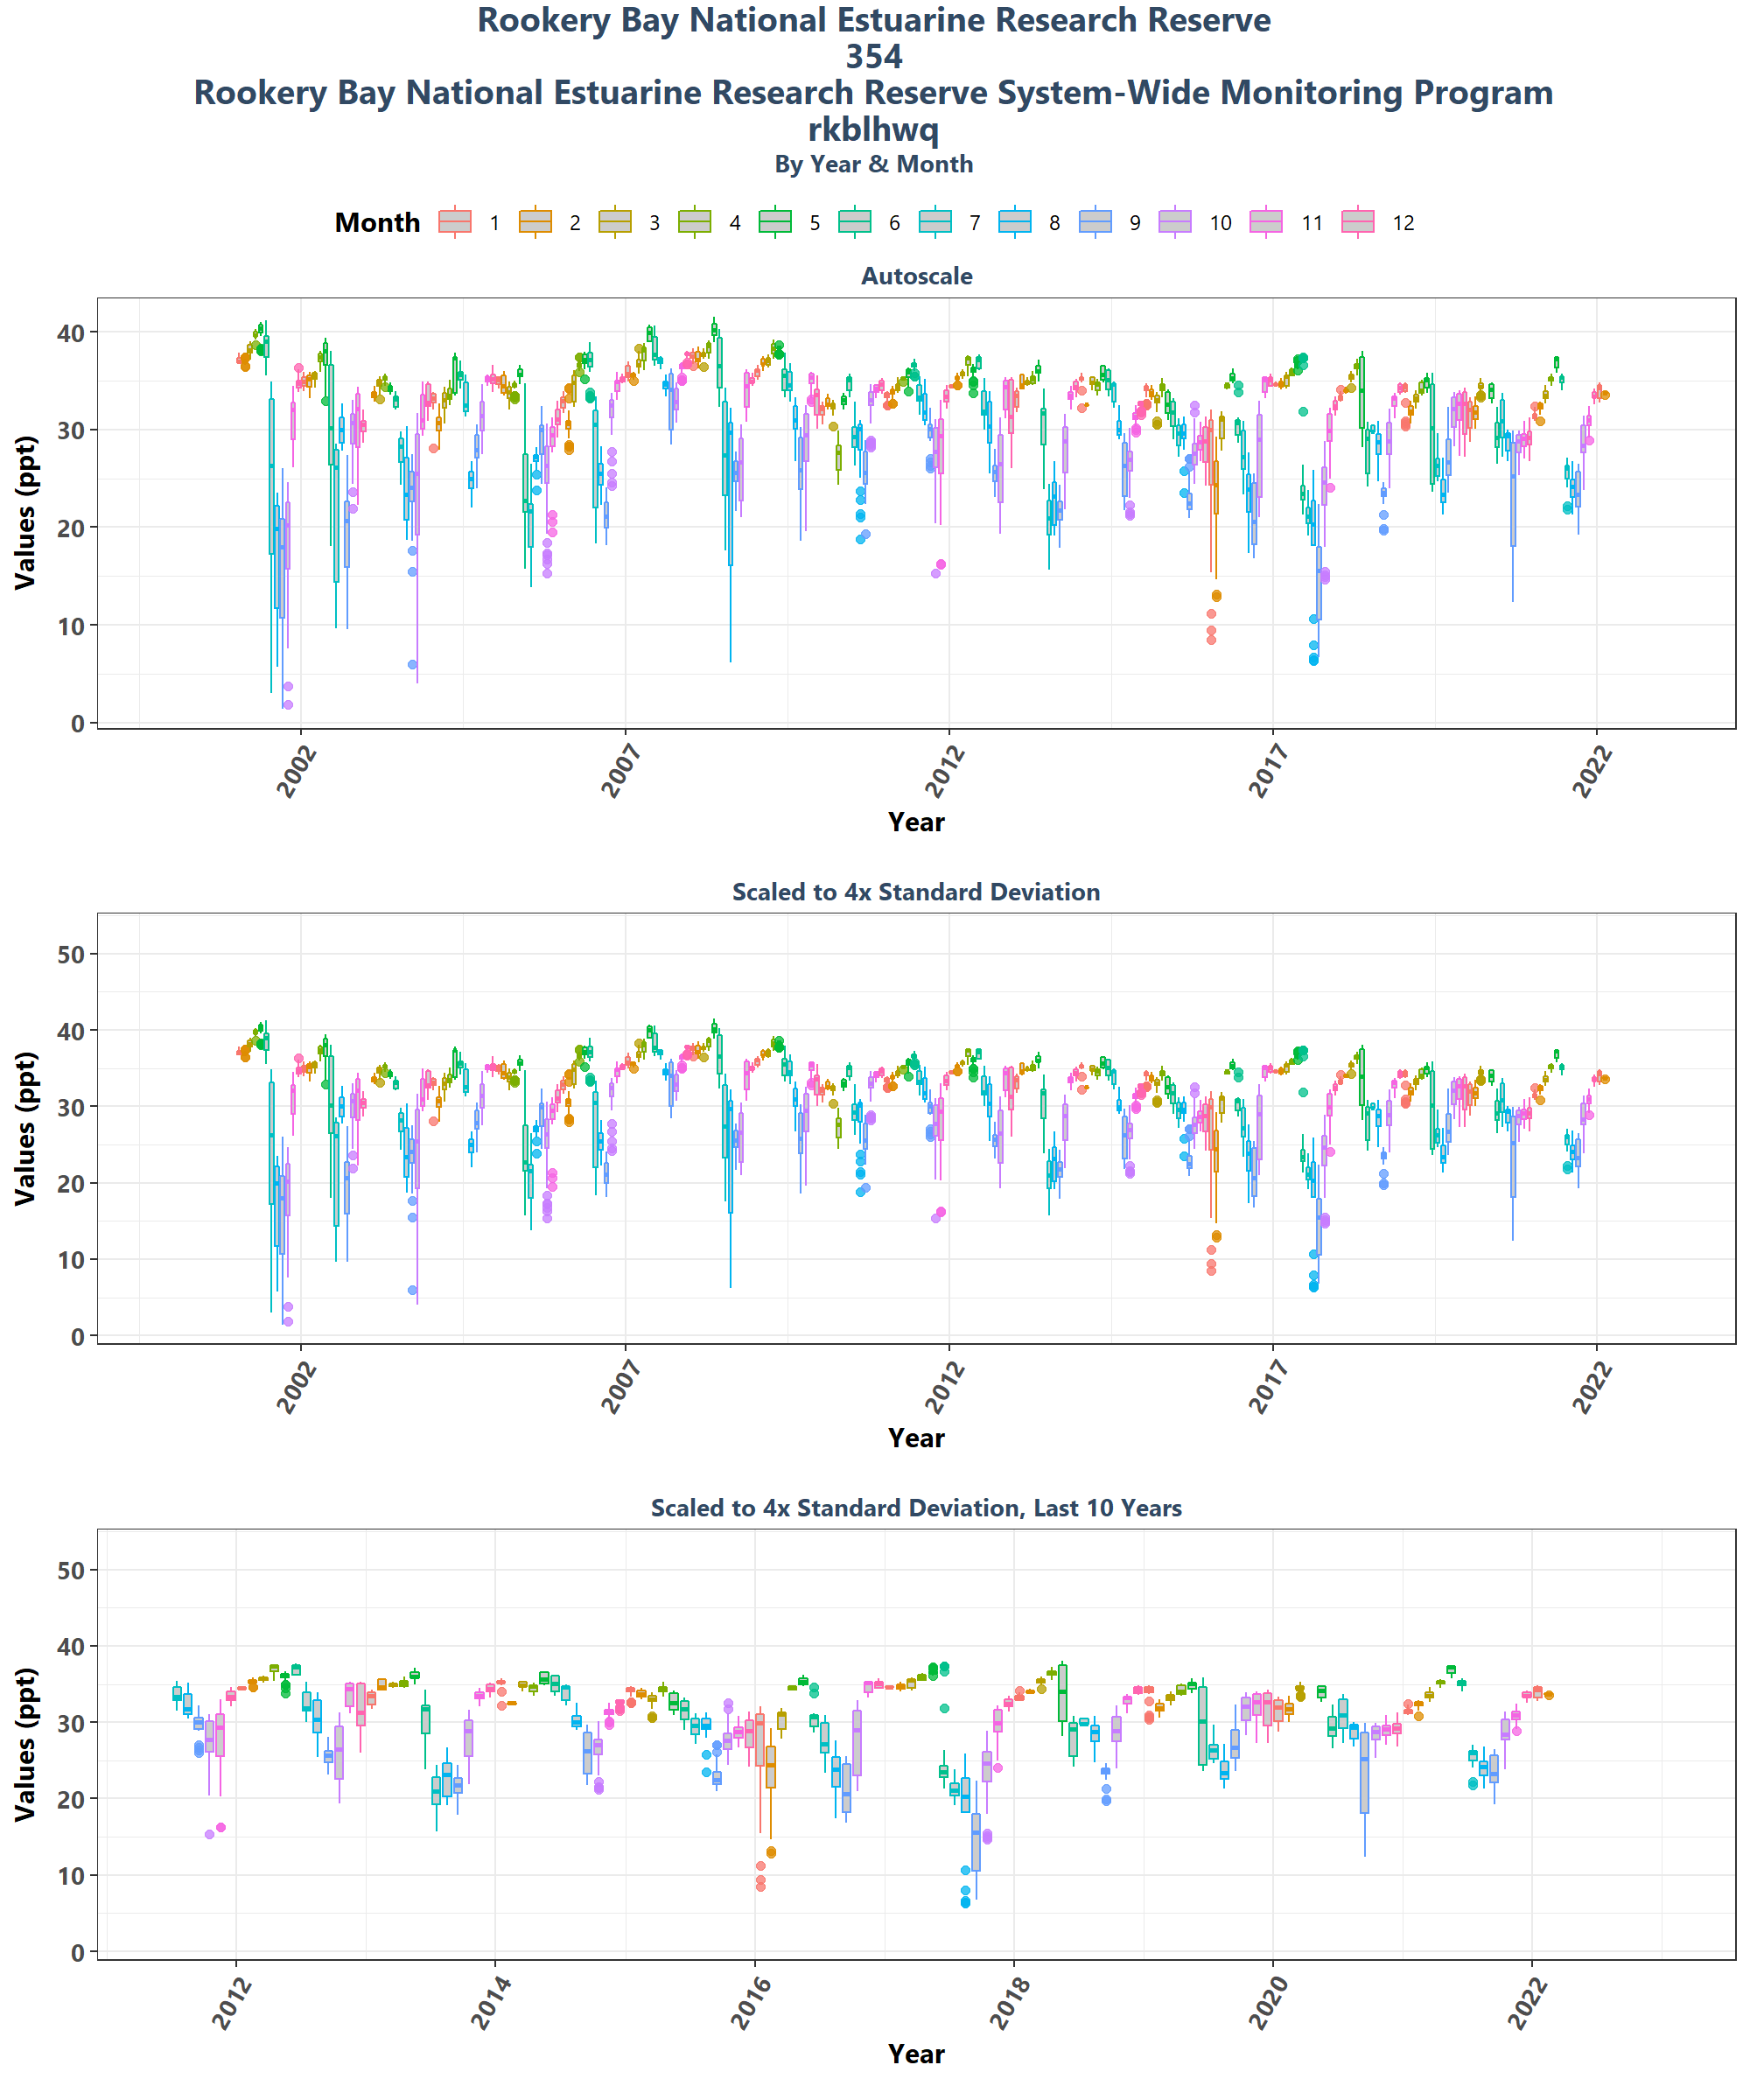 Rookery Bay National Estuarine Research Reserve
354
Rookery Bay National Estuarine Research Reserve System-Wide Monitoring Program
rkblhwq
By Year & Month
Month 1 2 3 4 5 6 7 8 9 10 11 12
Autoscale
40
30
20
10
0
Values (ppt)
2002 2007 2012 2017 2022
Year
Scaled to 4x Standard Deviation
50
40
30
20
10
0
Values (ppt)
2002 2007 2012 2017 2022
Year
Scaled to 4x Standard Deviation, Last 10 Years
50
40
30
20
10
0
Values (ppt)
2012 2014 2016 2018 2020 2022
Year